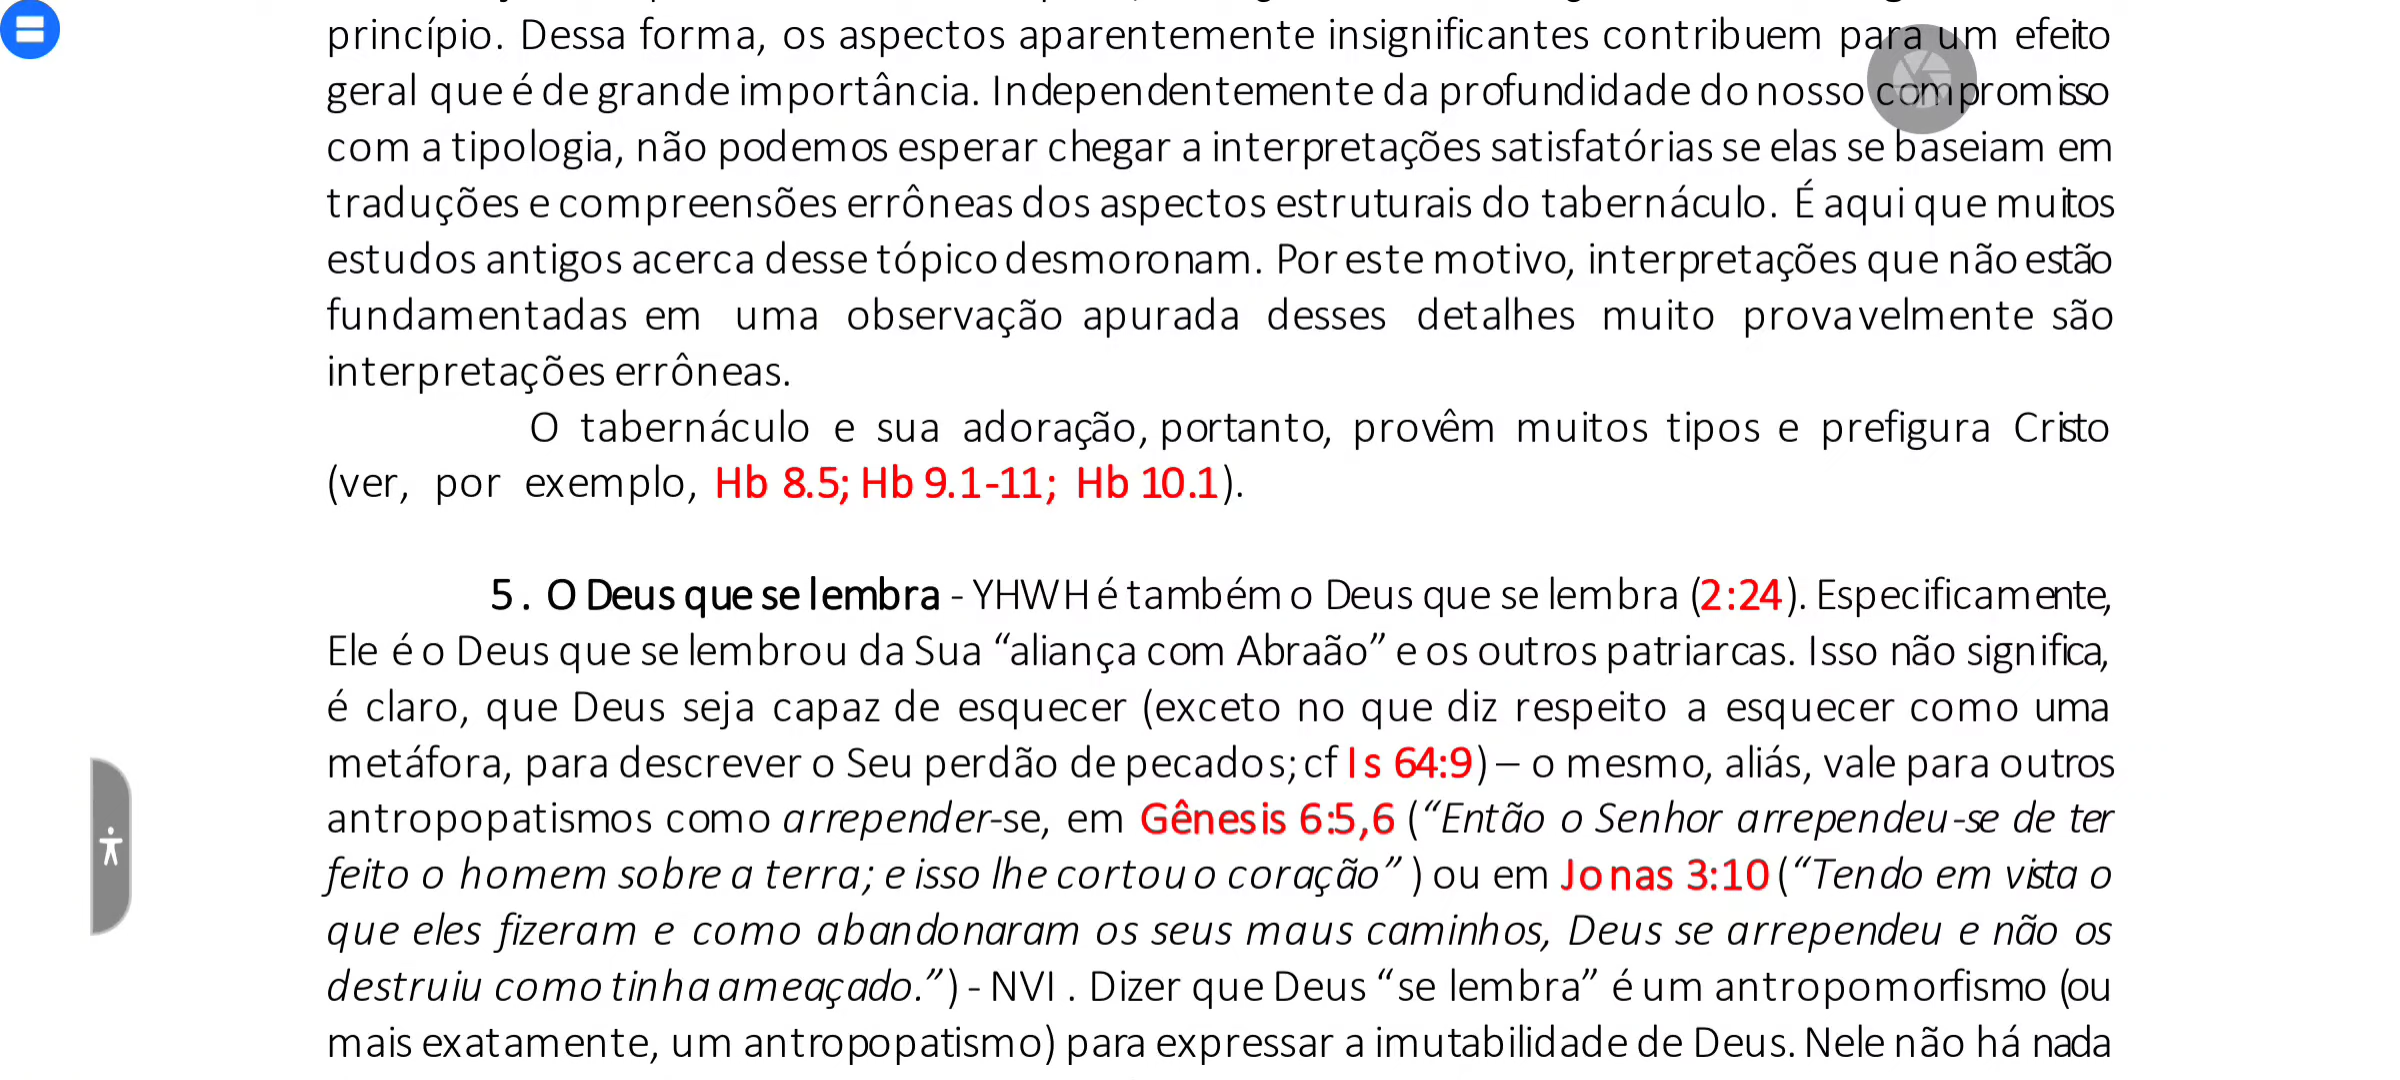 princípio. Dessa forma, os aspectos aparentemente insignificantes contribuem para um efeito
geral que é de grande importância. Independentemente da profundidade do nosso compromisso
com a tipologia, não podemos esperar chegar a interpretações satisfatórias se elas se baseiam em
traduções e compreensões errôneas dos aspectos estruturais do tabernáculo. É aqui que muitos
estudos antigos acerca desse tópico desmoronam. Por este motivo, interpretações que não estão
fundamentadas em uma observação apurada desses detalhes muito provavelmente são
interpretações errôneas.
O tabernáculo e sua adoração, portanto, provêm muitos tipos e prefigura Cristo
(ver, por exemplo, Hb 8.5; Hb 9.1-11; Hb 10.1).
5. O Deus que se lembra - YHWH é também o Deus que se lembra (2:24). Especificamente,
Ele é o Deus que se lembrou da Sua “aliança com Abraão” e os outros patriarcas. Isso não significa,
é claro, que Deus seja capaz de esquecer (exceto no que diz respeito a esquecer como uma
metáfora, para descrever o Seu perdão de pecados; cf Is 64:9) – o mesmo, aliás, vale para outros
antropopatismos como arrepender-se, em Gênesis 6:5,6 (“Então o Senhor arrependeu-se de ter
feito o homem sobre a terra; e isso lhe cortou o coração”) ou em Jonas 3:10 (“Tendo em vista o
que eles fizeram e como abandonaram os seus maus caminhos, Deus se arrependeu e não os
destruiu como tinha ameaçado.”) - NVI . Dizer que Deus “se lembra” é um antropomorfismo (ou
mais exatamente, um antropopatismo) para expressar a imutabilidade de Deus. Nele não há nada